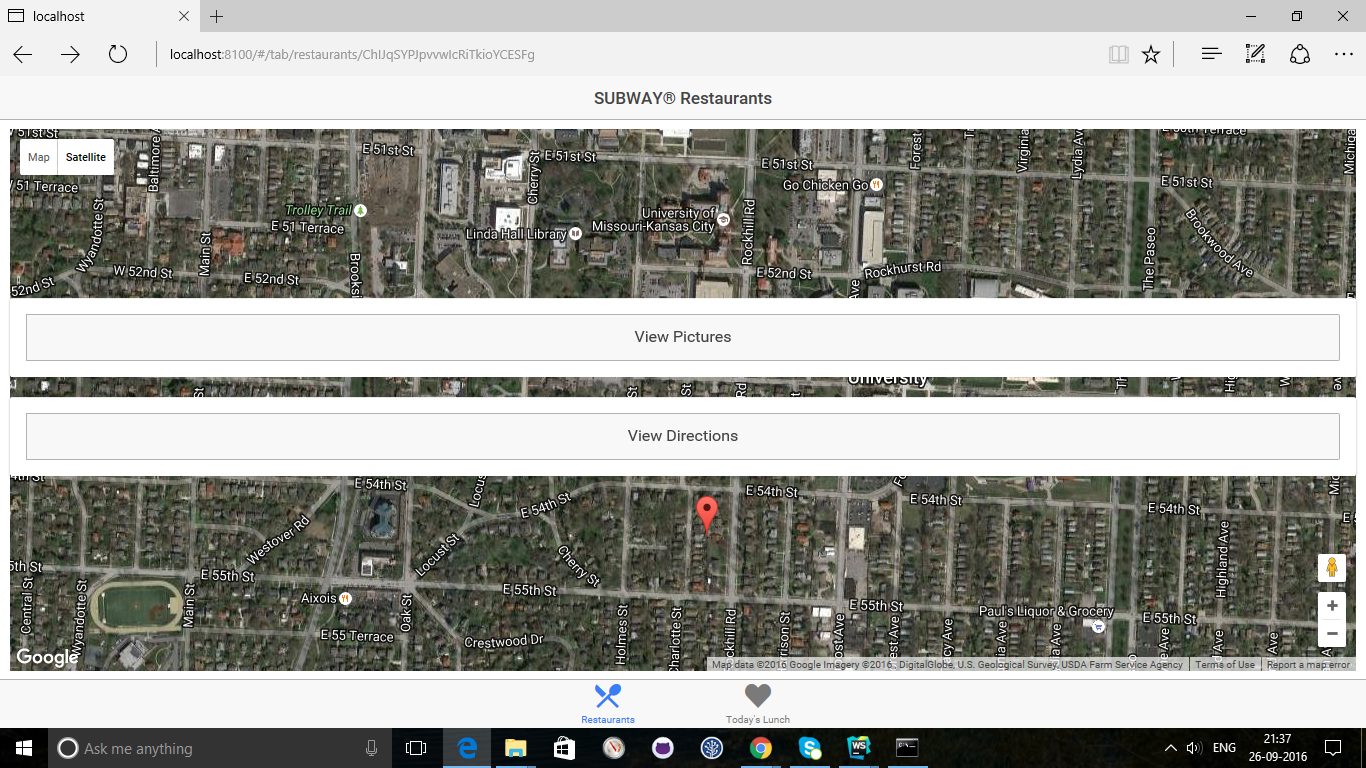 localhost
localhost:8100/#/tab/restaurants/ChIJqSYPJpvvwIcRiTkioYCESFg
SUBWAY® Restaurants
Map
Satellite
E 51st St
E 51st St
E 51st St
E 51st St
Cherry St
Forest
Virginia
Lydia Av
Michiga
Go Chicken Go
51 Terrace
Trolley Trail
E 51 Terrace
Wyandotte St
Main St
Linda Hall Library
University of
Missouri-Kansas City
Rockhill Rd
The Paseo
Brookwood Ave
W 52nd St
E 52nd St
E 52nd St
Rockhurst Rd
52nd St
Ave
View Pictures
University
View Directions
E 54th St
E 54th St
E 54th St
E 54th St
E 54th St
Westover Rd
Locust St
Cherry St
Highland Ave
5th St
E 55th St
E 55th St
E 55th St
E 55th St
Central St
Wyandotte St
Main St
Aixois
Oak St
Paul's Liquor & Grocery
E 55 Terrace
Crestwood Dr
Holmes St
Charlotte St
ckhill Rd
rrison St
Google
Map data ©2016 Google Imagery ©2016, DigitalGlobe, U.S. Geological Survey, USDA Farm Service Agency
Terms of Use
Report a map error
Restaurants
Today's Lunch
Ask me anything
ENG
21:37
26-09-2016